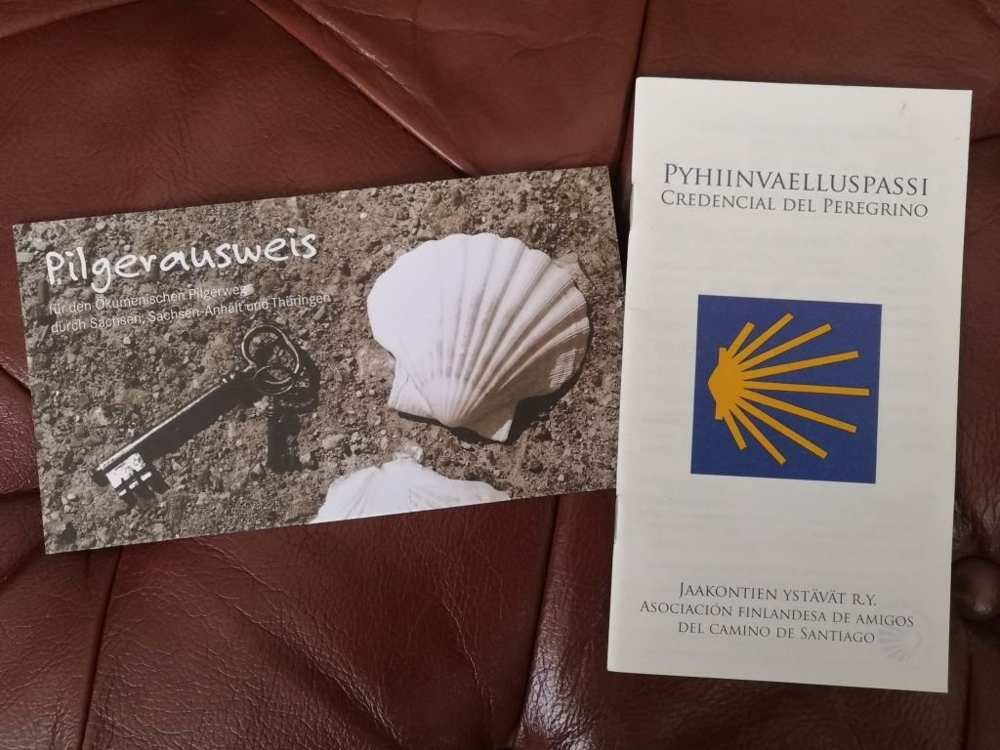 Pilgerausweis
für den Ökumenischen Pilgerweg
durch Sachsen, Sachsen-Anhalt und Thüringen
PYHIINVAELLUSPASSI
CREDENCIAL DEL PEREGRINO
JAAKONTIEN YSTÄVÄT R.Y.
ASOCIACIÓN FINLANDESA DE AMIGOS
DEL CAMINO DE SANTIAGO